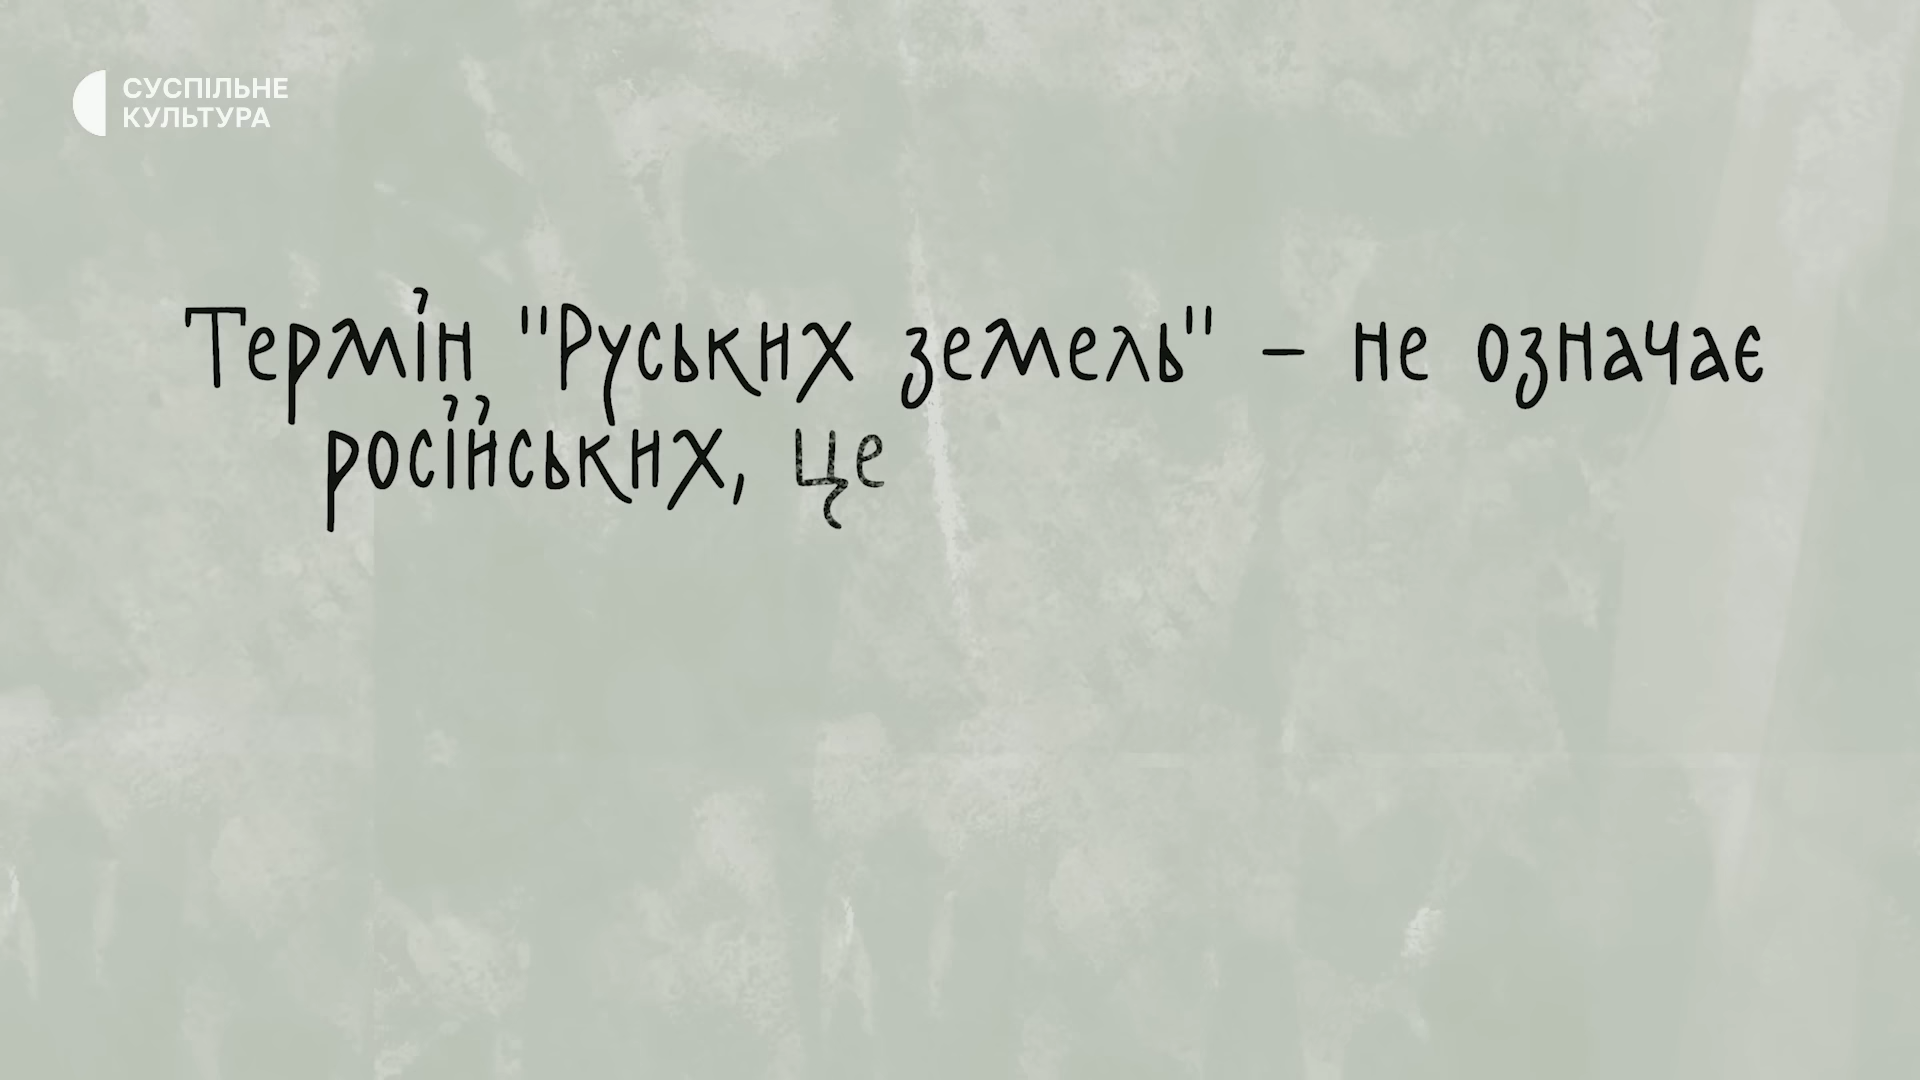 СУСПІЛЬНЕ
КУЛЬТУРА
Термін "Руських земель" – не означає
російських, це